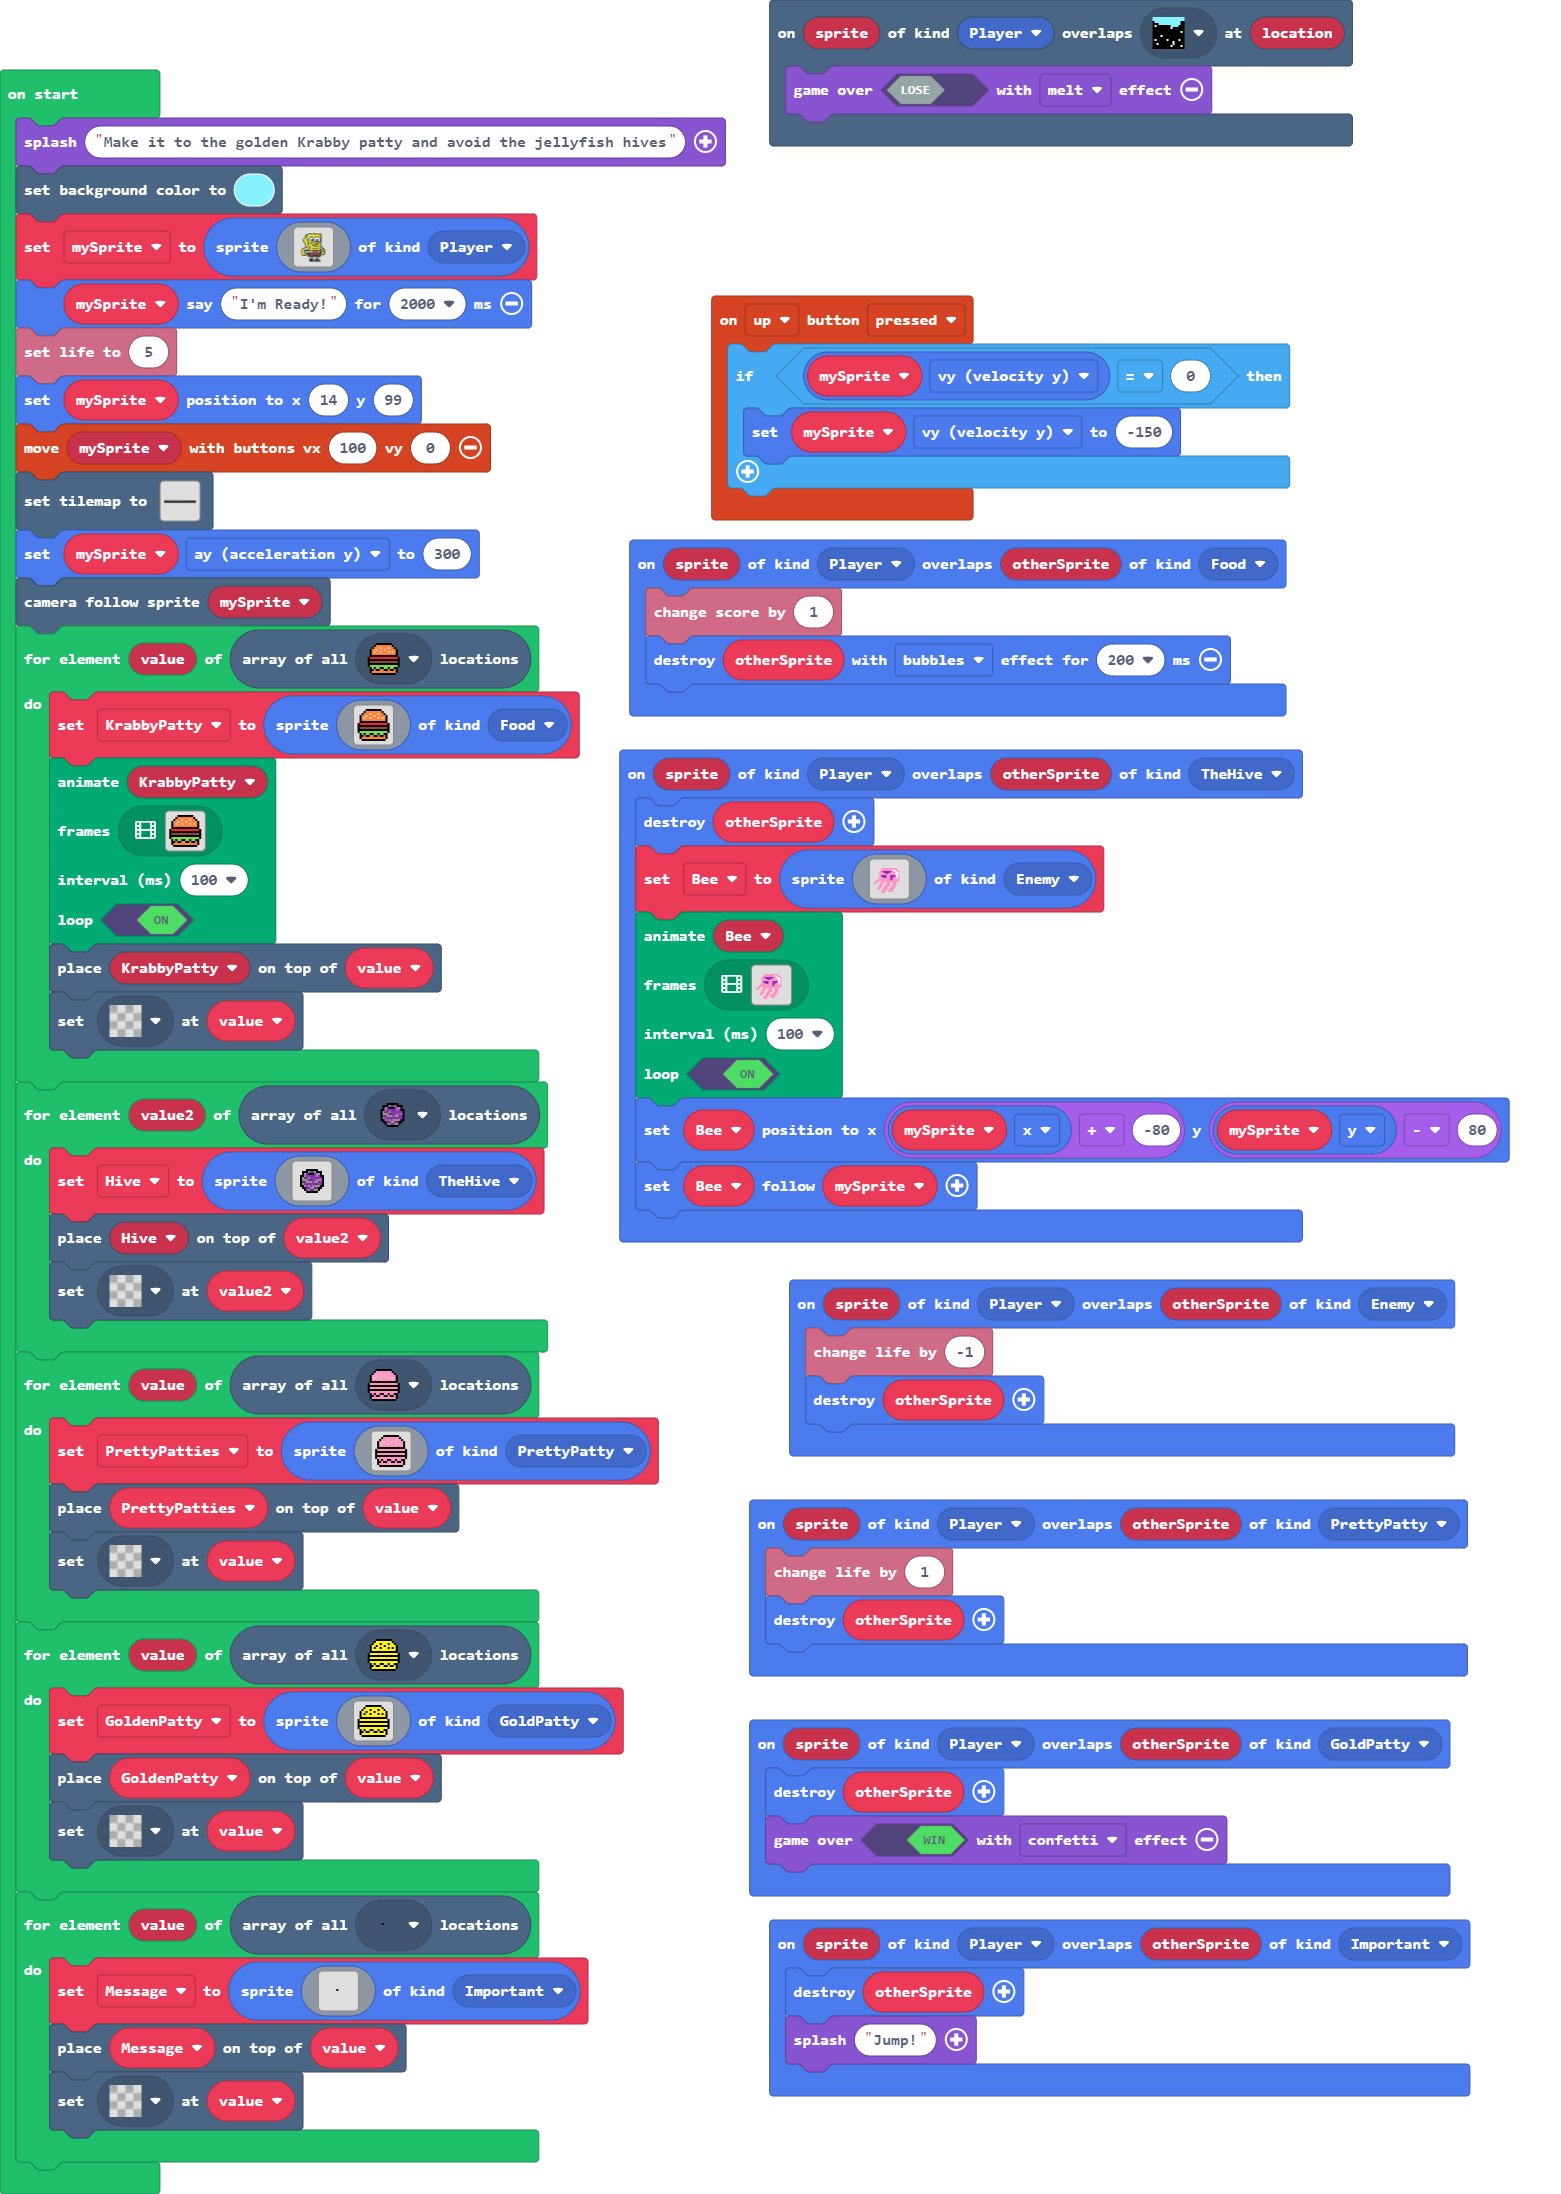 on start
splash "Make it to the golden Krabby patty and avoid the jellyfish hives"
set background color to
set mySprite to sprite of kind Player
mySprite say "I'm Ready!" for 2000 ms
set life to 5
set mySprite position to x 14 y 99
move mySprite with buttons vx 100 vy 0
set tilemap to
set mySprite ay (acceleration y) to 300
camera follow sprite mySprite
for element value of array of all locations
do
set KrabbyPatty to sprite of kind Food
animate KrabbyPatty
frames
interval (ms) 100
loop ON
place KrabbyPatty on top of value
set at value
for element value2 of array of all locations
do
set Hive to sprite of kind TheHive
place Hive on top of value2
set at value2
for element value of array of all locations
do
set PrettyPatties to sprite of kind PrettyPatty
place PrettyPatties on top of value
set at value
for element value of array of all locations
do
set GoldenPatty to sprite of kind GoldPatty
place GoldenPatty on top of value
set at value
for element value of array of all locations
do
set Message to sprite of kind Important
place Message on top of value
set at value
on sprite of kind Player overlaps at location
game over LOSE with melt effect
on up button pressed
if mySprite vy (velocity y) = 0 then
set mySprite vy (velocity y) to -150
on sprite of kind Player overlaps otherSprite of kind Food
change score by 1
destroy otherSprite with bubbles effect for 200 ms
on sprite of kind Player overlaps otherSprite of kind TheHive
destroy otherSprite
set Bee to sprite of kind Enemy
animate Bee
frames
interval (ms) 100
loop ON
set Bee position to x mySprite x + -80 y mySprite y - 80
set Bee follow mySprite
on sprite of kind Player overlaps otherSprite of kind Enemy
change life by -1
destroy otherSprite
on sprite of kind Player overlaps otherSprite of kind PrettyPatty
change life by 1
destroy otherSprite
on sprite of kind Player overlaps otherSprite of kind GoldPatty
destroy otherSprite
game over WIN with confetti effect
on sprite of kind Player overlaps otherSprite of kind Important
destroy otherSprite
splash "Jump!"